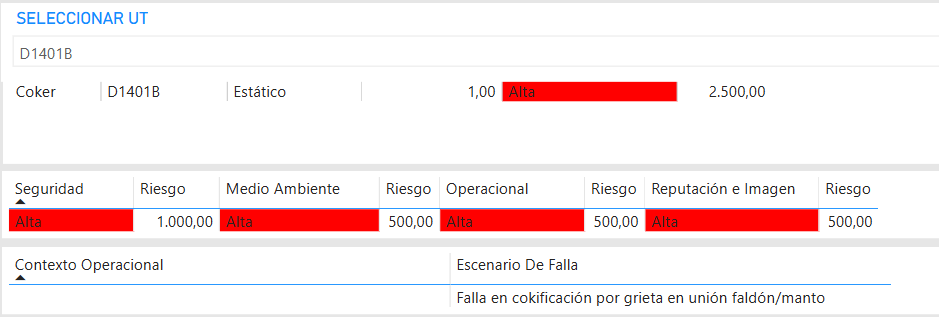 SELECCIONAR UT
D1401B
Coker D1401B Estático 1,00 Alta 2.500,00
Seguridad Riesgo Medio Ambiente Riesgo Operacional Riesgo Reputación e Imagen Riesgo
Alta 1.000,00 Alta 500,00 Alta 500,00 Alta 500,00
Contexto Operacional Escenario De Falla
Falla en cokificación por grieta en unión faldón/manto